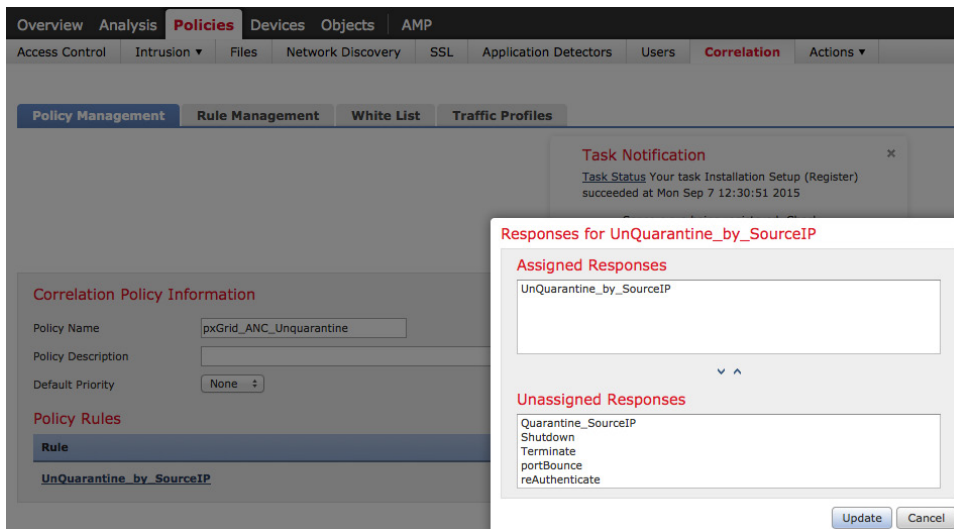 Overview Analysis Policies Devices Objects AMP
Access Control Intrusion ▼ Files Network Discovery SSL Application Detectors Users Correlation Actions ▼
Policy Management Rule Management White List Traffic Profiles
Task Notification ×
Task Status Your task Installation Setup (Register)
succeeded at Mon Sep 7 12:30:51 2015
Responses for UnQuarantine_by_SourceIP
Assigned Responses
UnQuarantine_by_SourceIP
Unassigned Responses
Quarantine_SourceIP
Shutdown
Terminate
portBounce
reAuthenticate
Update Cancel
Correlation Policy Information
Policy Name pxGrid_ANC_Unquarantine
Policy Description
Default Priority None
Policy Rules
Rule
UnQuarantine_by_SourceIP